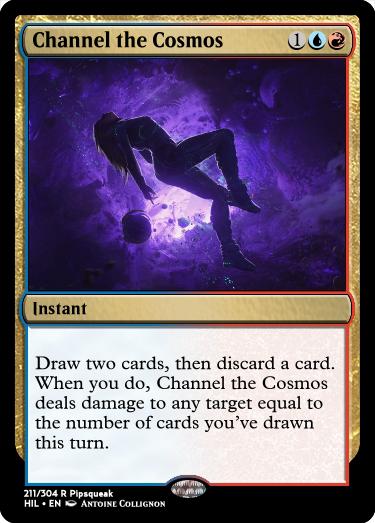 Channel the Cosmos 1
Instant
Draw two cards, then discard a card.
When you do, Channel the Cosmos
deals damage to any target equal to
the number of cards you've drawn
this turn.
211/304 R Pipsqueak
HIL • EN Antoine Collignon